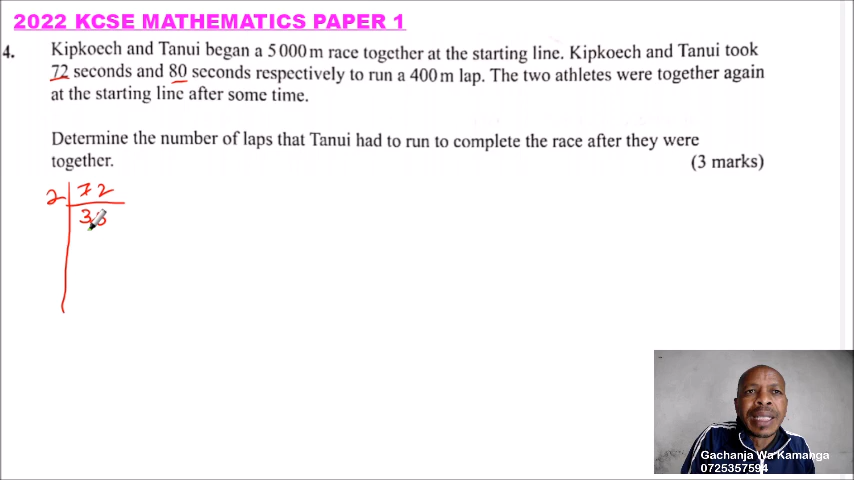 2022 KCSE MATHEMATICS PAPER 1
4. Kipkoech and Tanui began a 5 000 m race together at the starting line. Kipkoech and Tanui took
72 seconds and 80 seconds respectively to run a 400 m lap. The two athletes were together again
at the starting line after some time.
Determine the number of laps that Tanui had to run to complete the race after they were
together. (3 marks)
2 72
36
Gachanja Wa Kamanga
0725357594